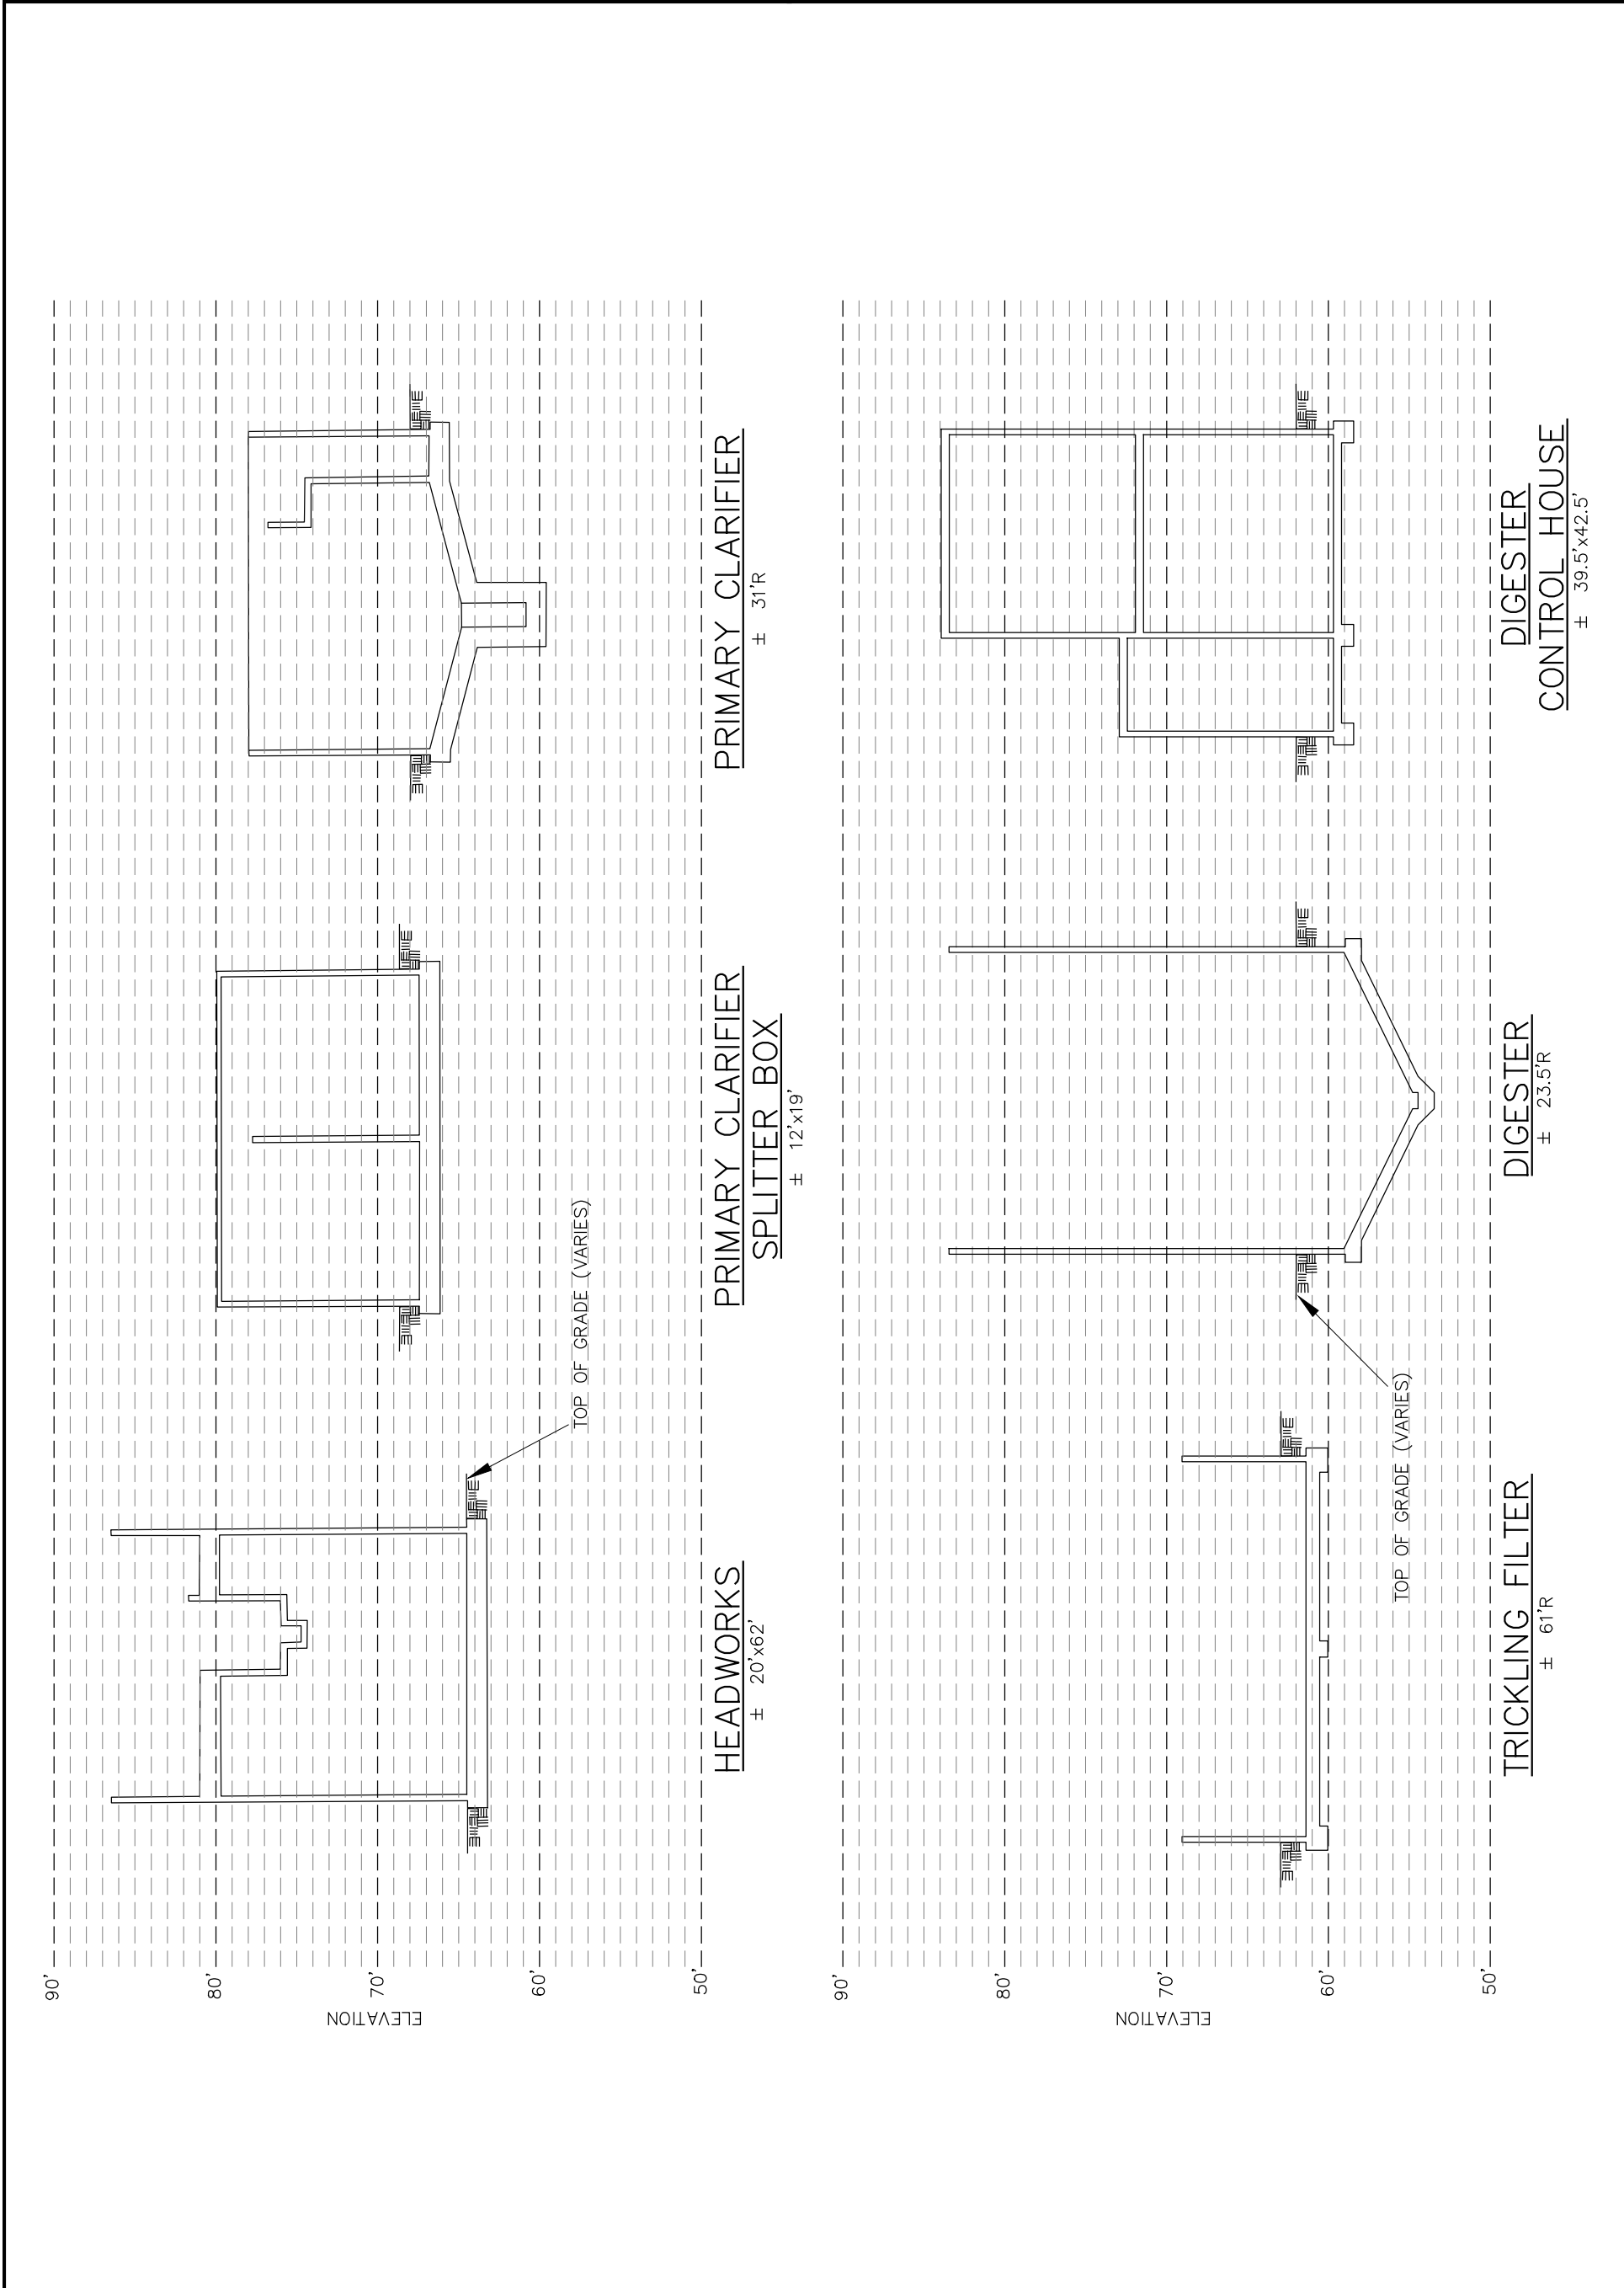 ELEVATION
90'
80'
70'
60'
50'
TOP OF GRADE (VARIES)
HEADWORKS
± 20'x62'
PRIMARY CLARIFIER
SPLITTER BOX
± 12'x19'
PRIMARY CLARIFIER
± 31'R
ELEVATION
90'
80'
70'
60'
50'
TOP OF GRADE (VARIES)
TRICKLING FILTER
± 61'R
DIGESTER
± 23.5'R
DIGESTER
CONTROL HOUSE
± 39.5'x42.5'